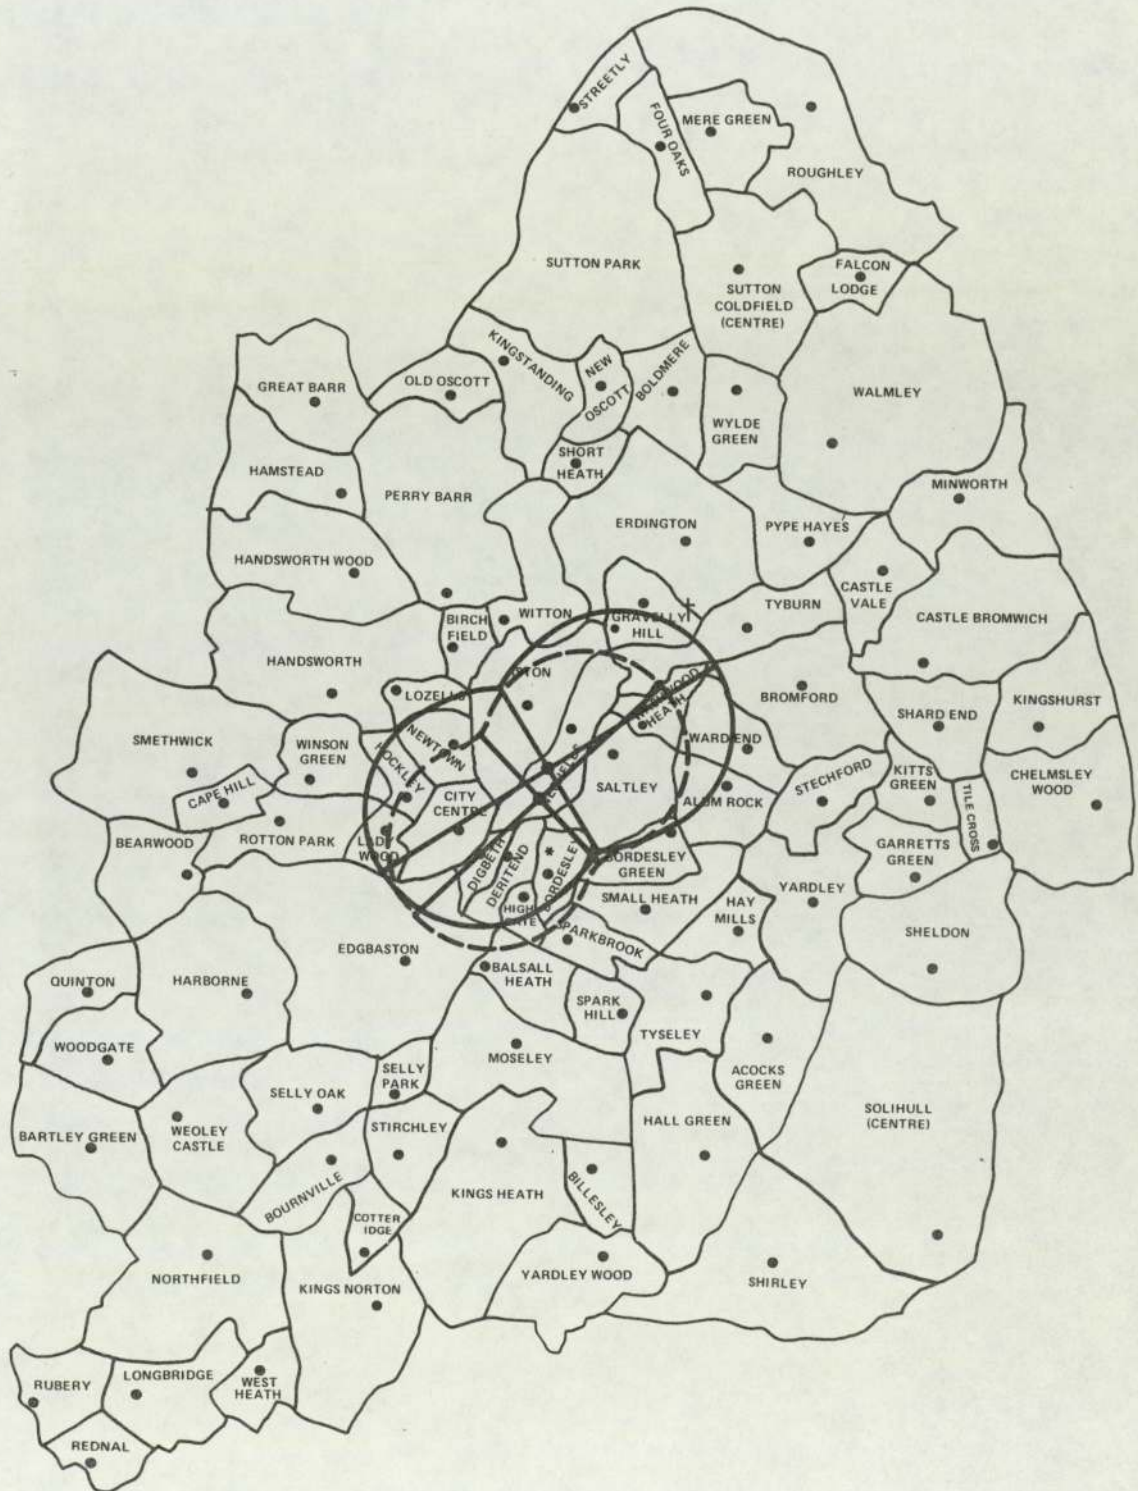 STREETLY
FOUR OAKS
MERE GREEN
ROUGHLEY
SUTTON PARK
SUTTON
COLDFIELD
(CENTRE)
FALCON
LODGE
KINGSTANDING
NEW
OSCOTT
BOLDMERE
GREAT BARR
OLD OSCOTT
WYLDE
GREEN
WALMLEY
SHORT
HEATH
HAMSTEAD
PERRY BARR
MINWORTH
ERDINGTON
PYPE HAYES
HANDSWORTH WOOD
CASTLE
VALE
TYBURN
BIRCH
FIELD
WITTON
GRAVELLY
HILL
CASTLE BROMWICH
HANDSWORTH
LOZELLS
HEATH
BROMFORD
KINGSHURST
SHARD END
SMETHWICK
WINSON
GREEN
HOCKLEY
NEWTOWN
WARD END
STECHFORD
KITTS
GREEN
TILE CROSS
CHELMSLEY
WOOD
CAPE HILL
CITY
CENTRE
SALTLEY
ALUM ROCK
BEARWOOD
ROTTON PARK
LADY
WOOD
DIGBETH
DERITEND
*
BORDESLEY
BORDESLEY
GREEN
GARRETTS
GREEN
HIGH
GATE
SMALL HEATH
HAY
MILLS
YARDLEY
SPARKBROOK
SHELDON
EDGBASTON
BALSALL
HEATH
QUINTON
HARBORNE
SPARK
HILL
TYSELEY
WOODGATE
MOSELEY
SELLY
PARK
ACOCKS
GREEN
SELLY OAK
SOLIHULL
(CENTRE)
BARTLEY GREEN
WEOLEY
CASTLE
STIRCHLEY
HALL GREEN
BOURNVILLE
KINGS HEATH
BILLESLEY
COTTER
IDGE
NORTHFIELD
KINGS NORTON
YARDLEY WOOD
SHIRLEY
RUBERY
LONGBRIDGE
WEST
HEATH
REDNAL